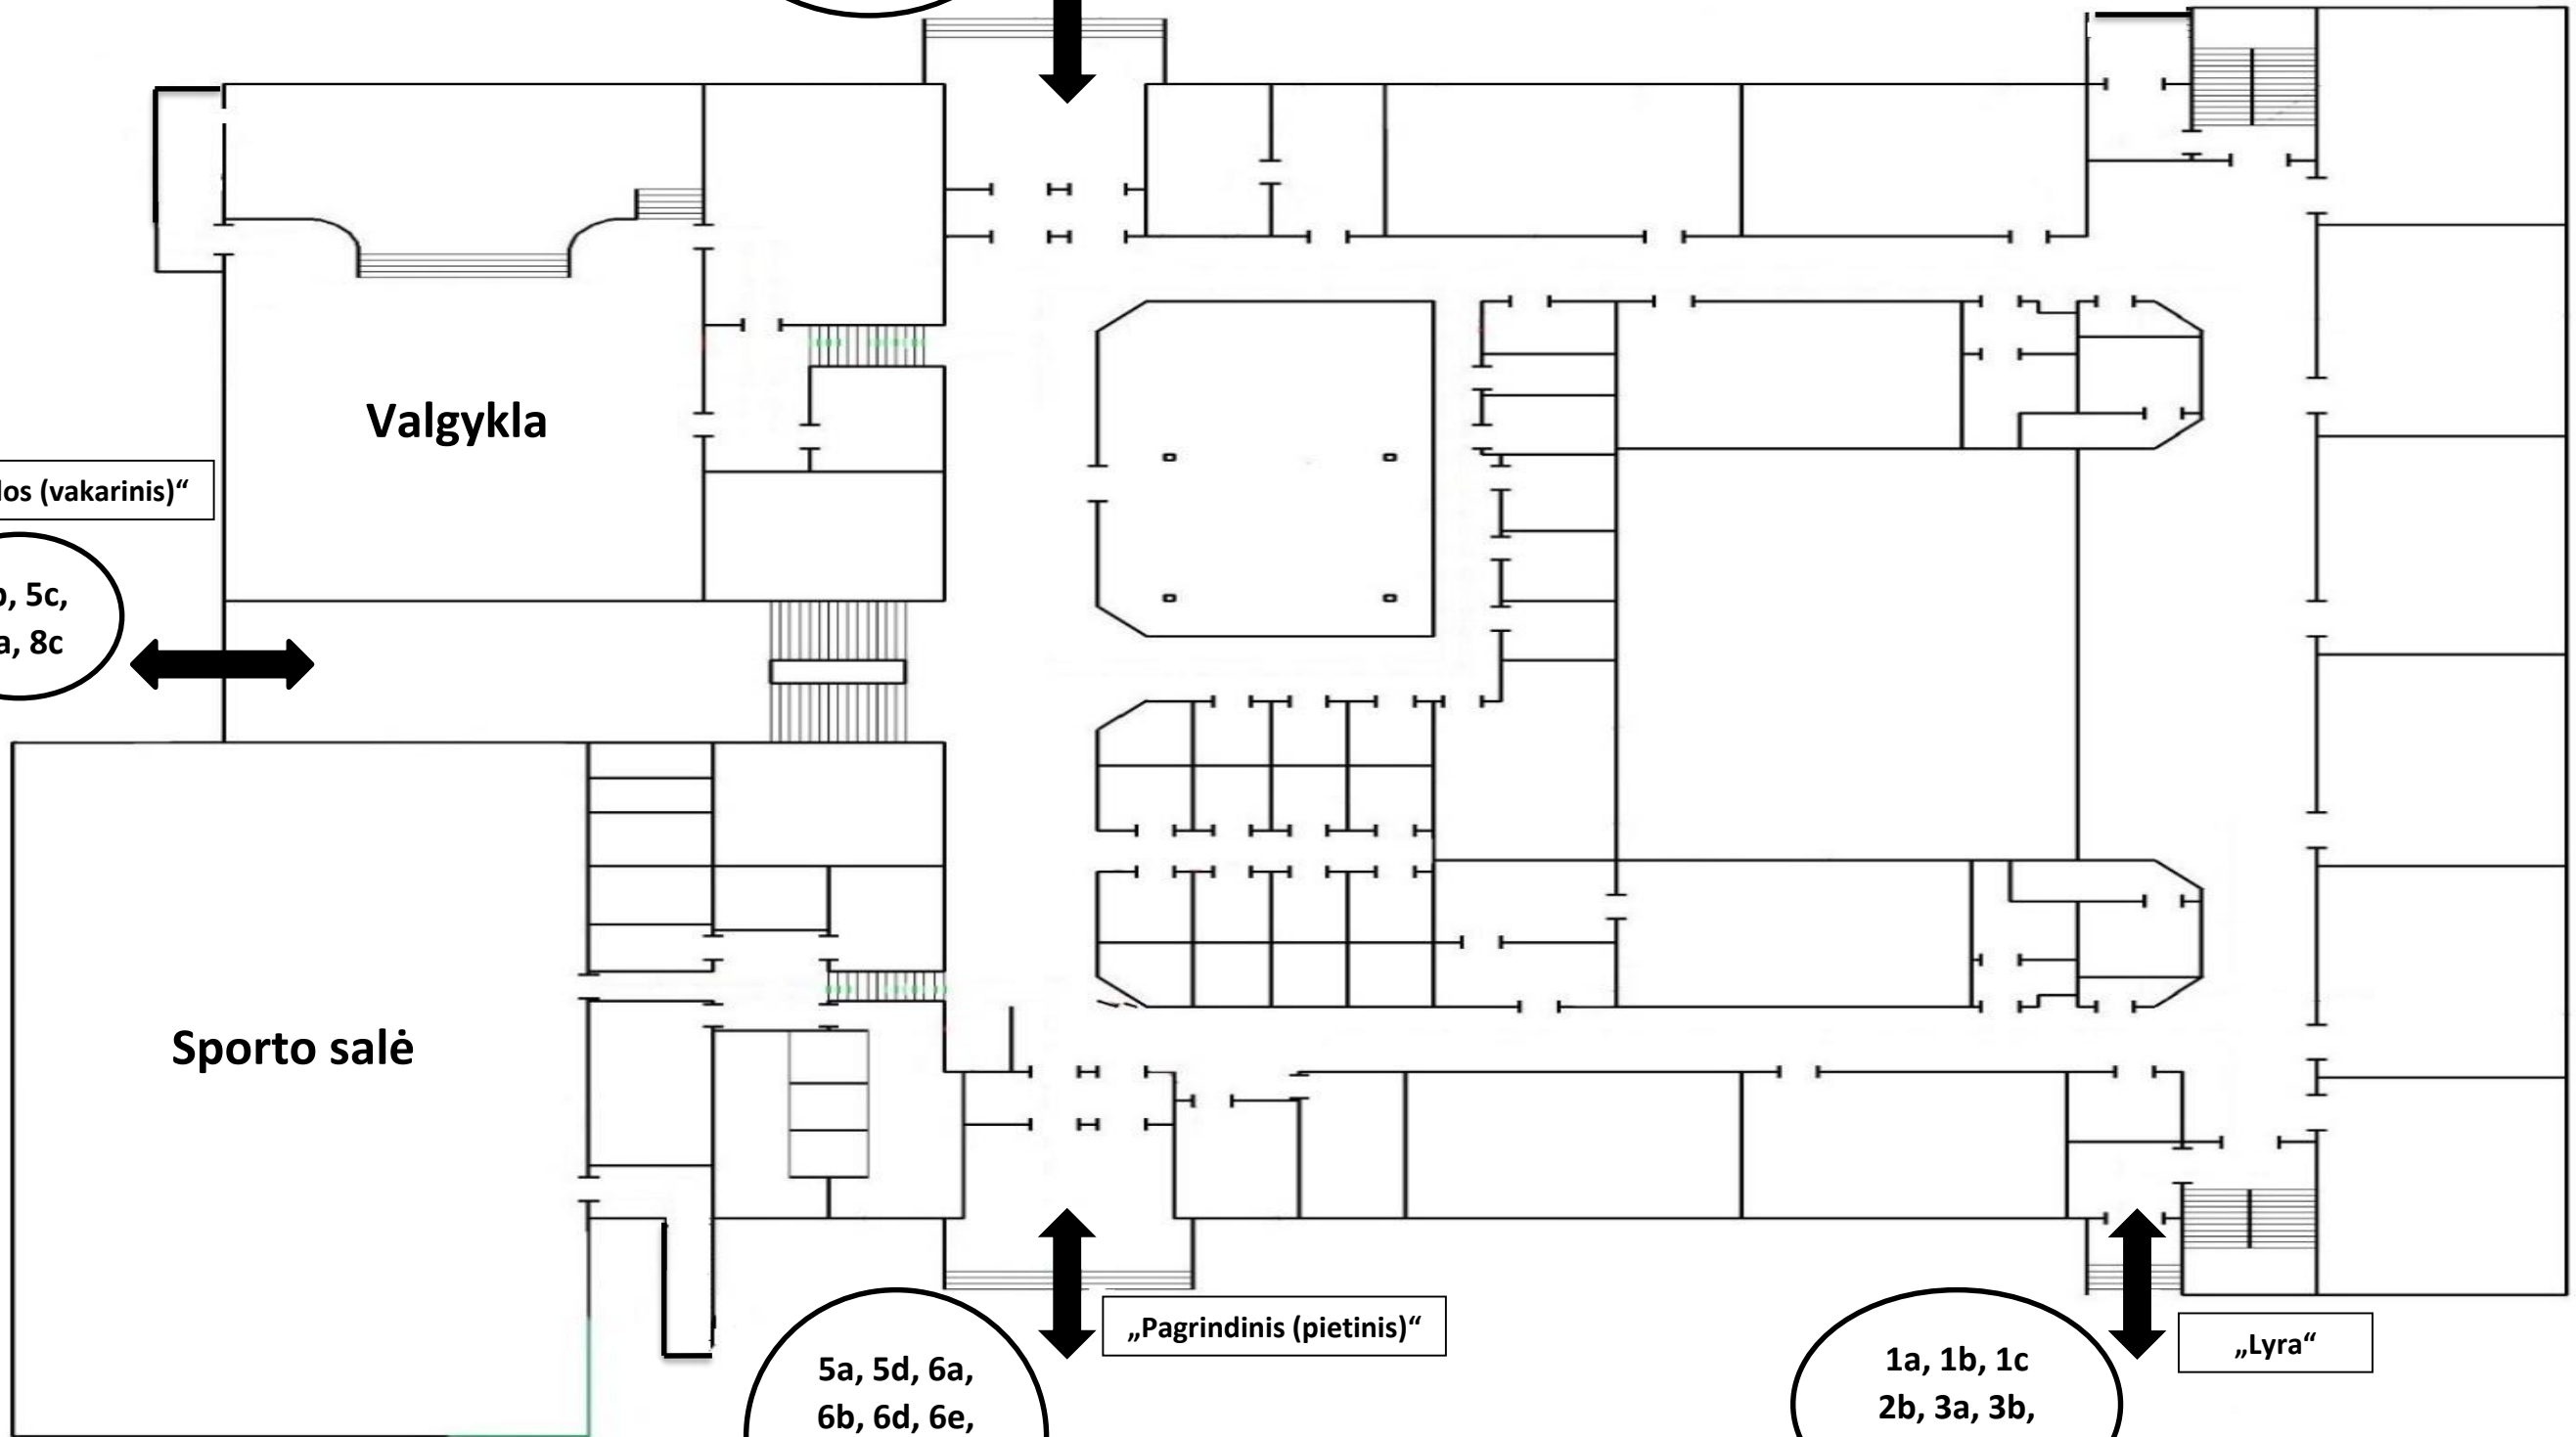 Valgykla
(vakarinis)“
5c,
8c
Sporto salė
„Pagrindinis (pietinis)“
5a, 5d, 6a,
6b, 6d, 6e,
1a, 1b, 1c
2b, 3a, 3b,
„Lyra“